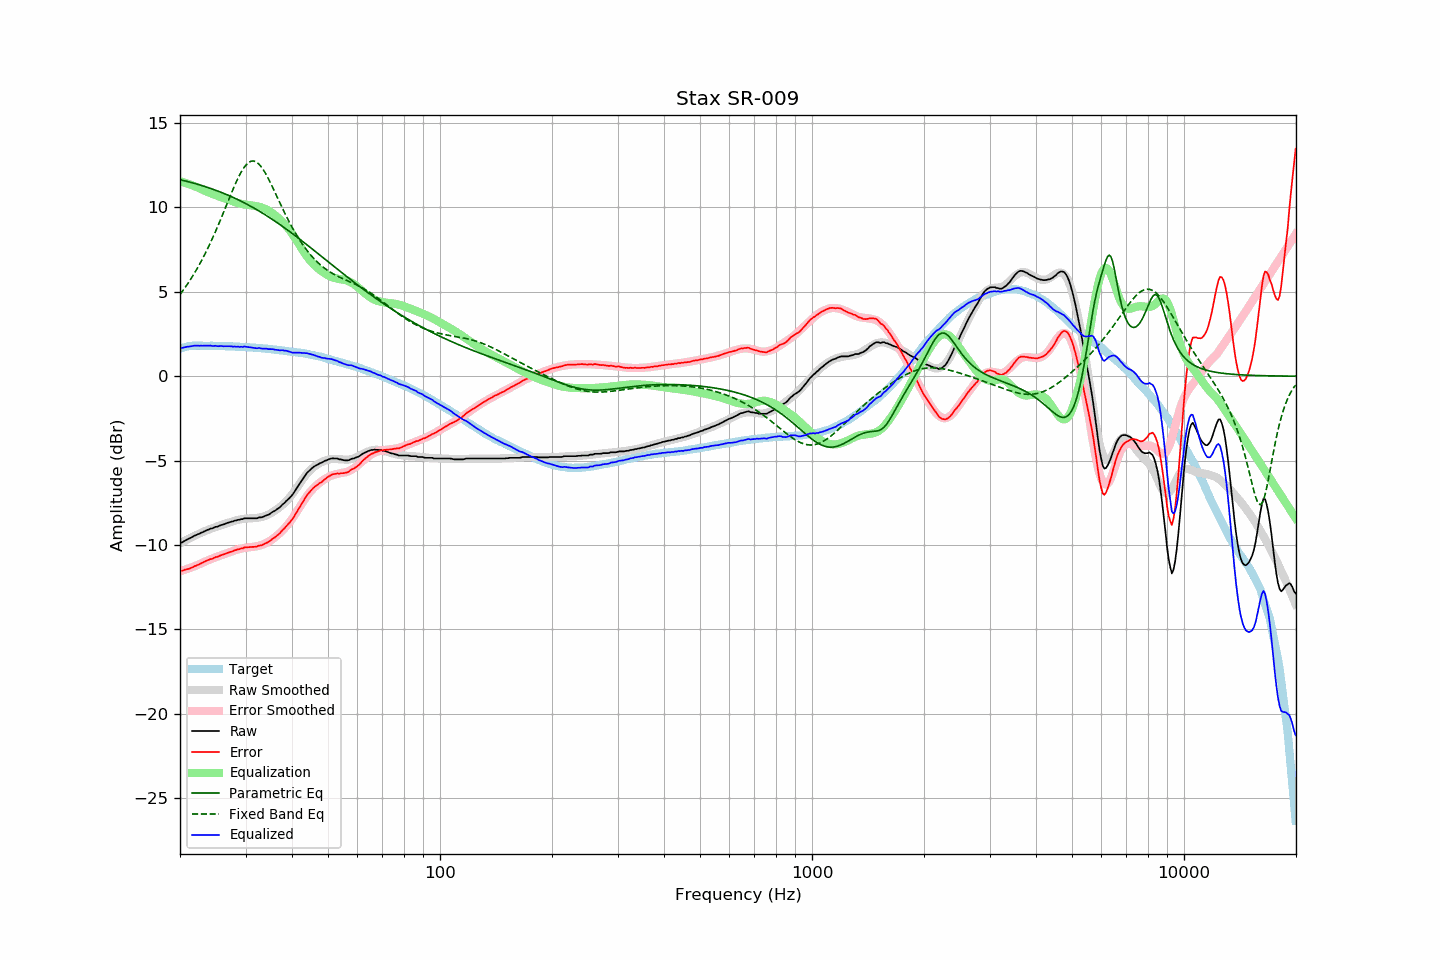 Stax SR-009
15
10
5
0
−5
−10
−15
−20
−25
Amplitude (dBr)
Target
Raw Smoothed
Error Smoothed
Raw
Error
Equalization
Parametric Eq
Fixed Band Eq
Equalized
100
1000
10000
Frequency (Hz)